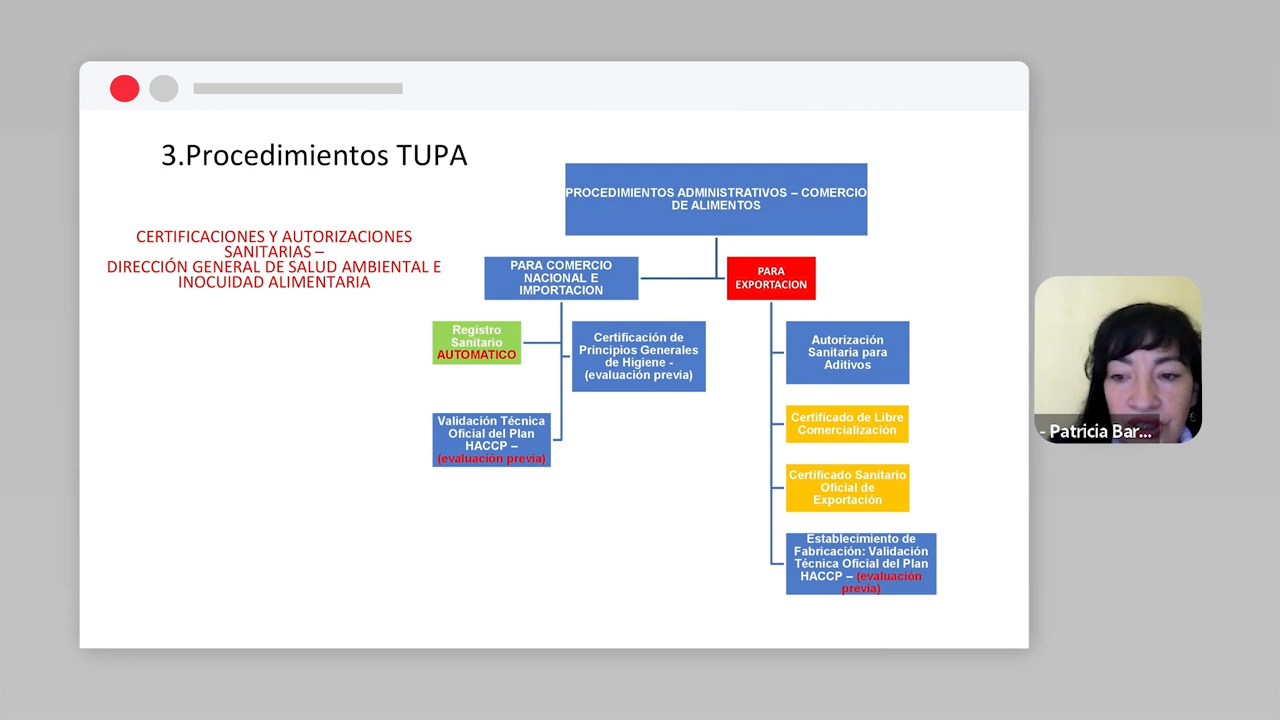 3.Procedimientos TUPA
CERTIFICACIONES Y AUTORIZACIONES
SANITARIAS –
DIRECCIÓN GENERAL DE SALUD AMBIENTAL E
INOCUIDAD ALIMENTARIA
PROCEDIMIENTOS ADMINISTRATIVOS – COMERCIO
DE ALIMENTOS
PARA COMERCIO
NACIONAL E
IMPORTACION
PARA
EXPORTACION
Registro
Sanitario
AUTOMATICO
Certificación de
Principios Generales
de Higiene -
(evaluación previa)
Validación Técnica
Oficial del Plan
HACCP –
(evaluación previa)
Autorización
Sanitaria para
Aditivos
Certificado de Libre
Comercialización
Certificado Sanitario
Oficial de
Exportación
Establecimiento de
Fabricación: Validación
Técnica Oficial del Plan
HACCP – (evaluación
previa)
- Patricia Bar...